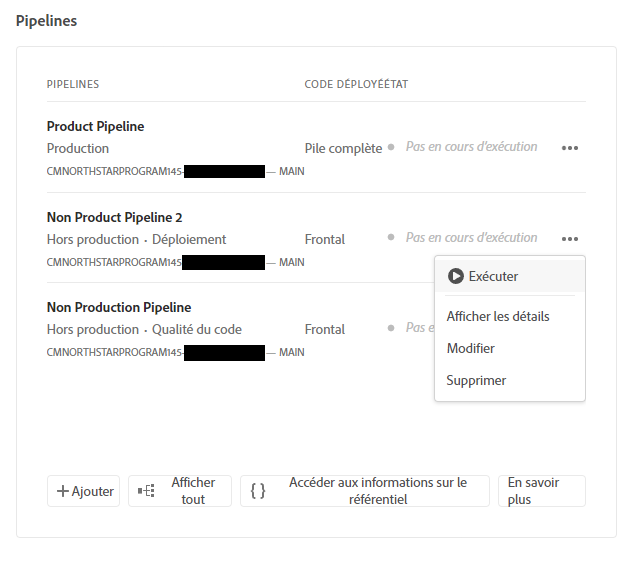 Pipelines
PIPELINES CODE DÉPLOYÉÉTAT
Product Pipeline
Production Pile complète Pas en cours d'exécution
CMNORTHSTARPROGRAM145- — MAIN
Non Product Pipeline 2
Hors production · Déploiement Frontal Pas en cours d'exécution
CMNORTHSTARPROGRAM145 — MAIN
Exécuter
Non Production Pipeline
Afficher les détails
Hors production · Qualité du code Frontal Pas e
CMNORTHSTARPROGRAM145- — MAIN
Modifier
Supprimer
Ajouter
Afficher tout
Accéder aux informations sur le
référentiel
En savoir
plus